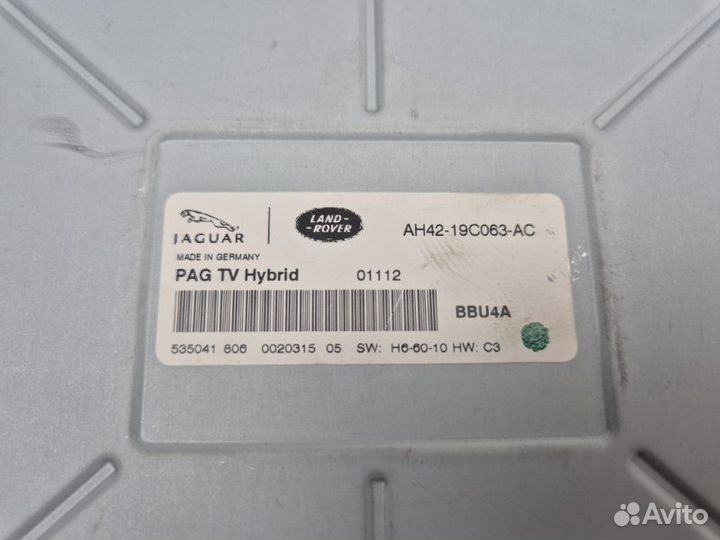 JAGUAR
LAND-
-ROVER
AH42-19C063-AC
MADE IN GERMANY
PAG TV Hybrid 01112
BBU4A
535041 806 0020315 05 SW: H6-60-10 HW: C3
Avito